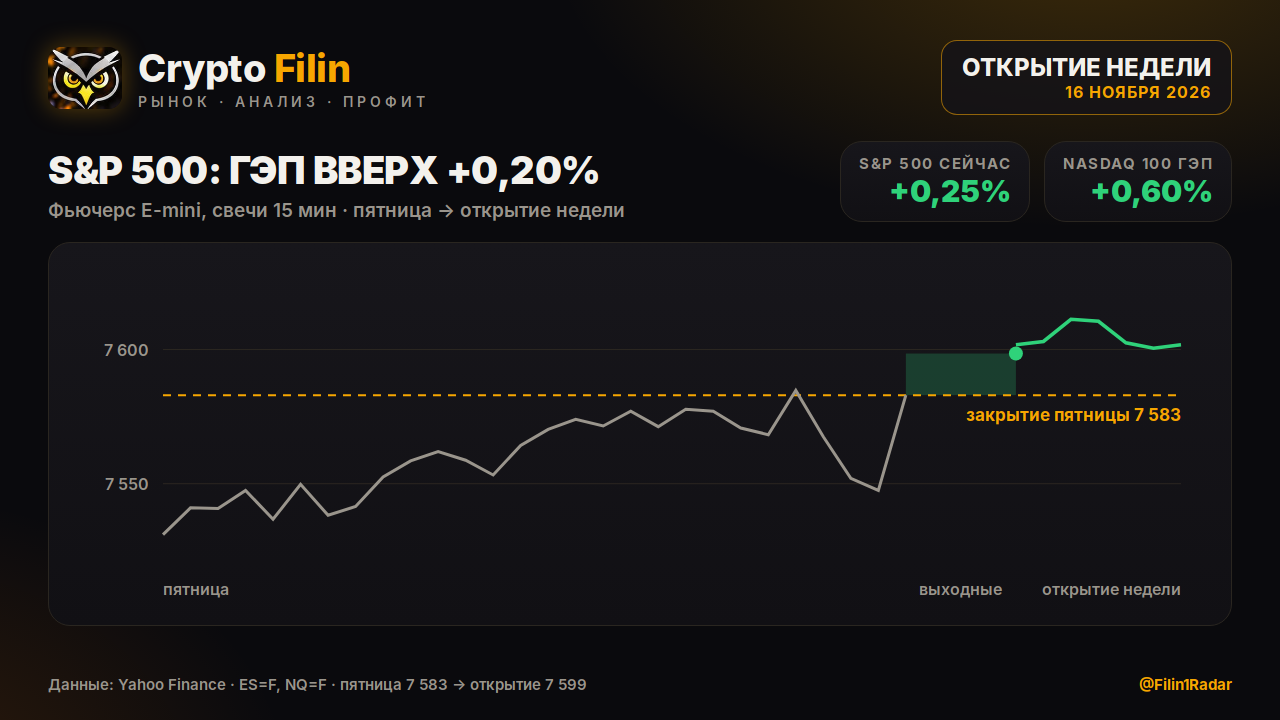 Crypto Filin
РЫНОК · АНАЛИЗ · ПРОФИТ
ОТКРЫТИЕ НЕДЕЛИ
16 НОЯБРЯ 2026
S&P 500: ГЭП ВВЕРХ +0,20%
Фьючерс E-mini, свечи 15 мин · пятница → открытие недели
S&P 500 СЕЙЧАС
+0,25%
NASDAQ 100 ГЭП
+0,60%
7 600
закрытие пятницы 7 583
7 550
пятница
выходные
открытие недели
Данные: Yahoo Finance · ES=F, NQ=F · пятница 7 583 → открытие 7 599
@Filin1Radar